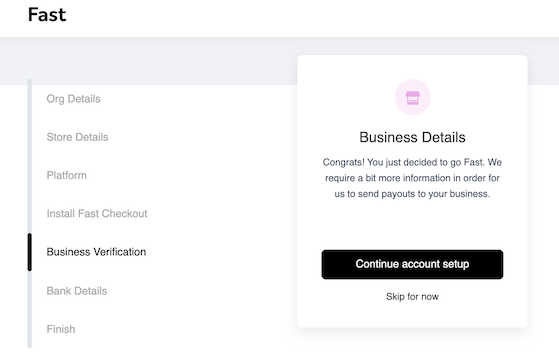 Fast
Org Details
Store Details
Platform
Install Fast Checkout
Business Verification
Bank Details
Finish
Business Details
Congrats! You just decided to go Fast. We
require a bit more information in order for
us to send payouts to your business.
Continue account setup
Skip for now